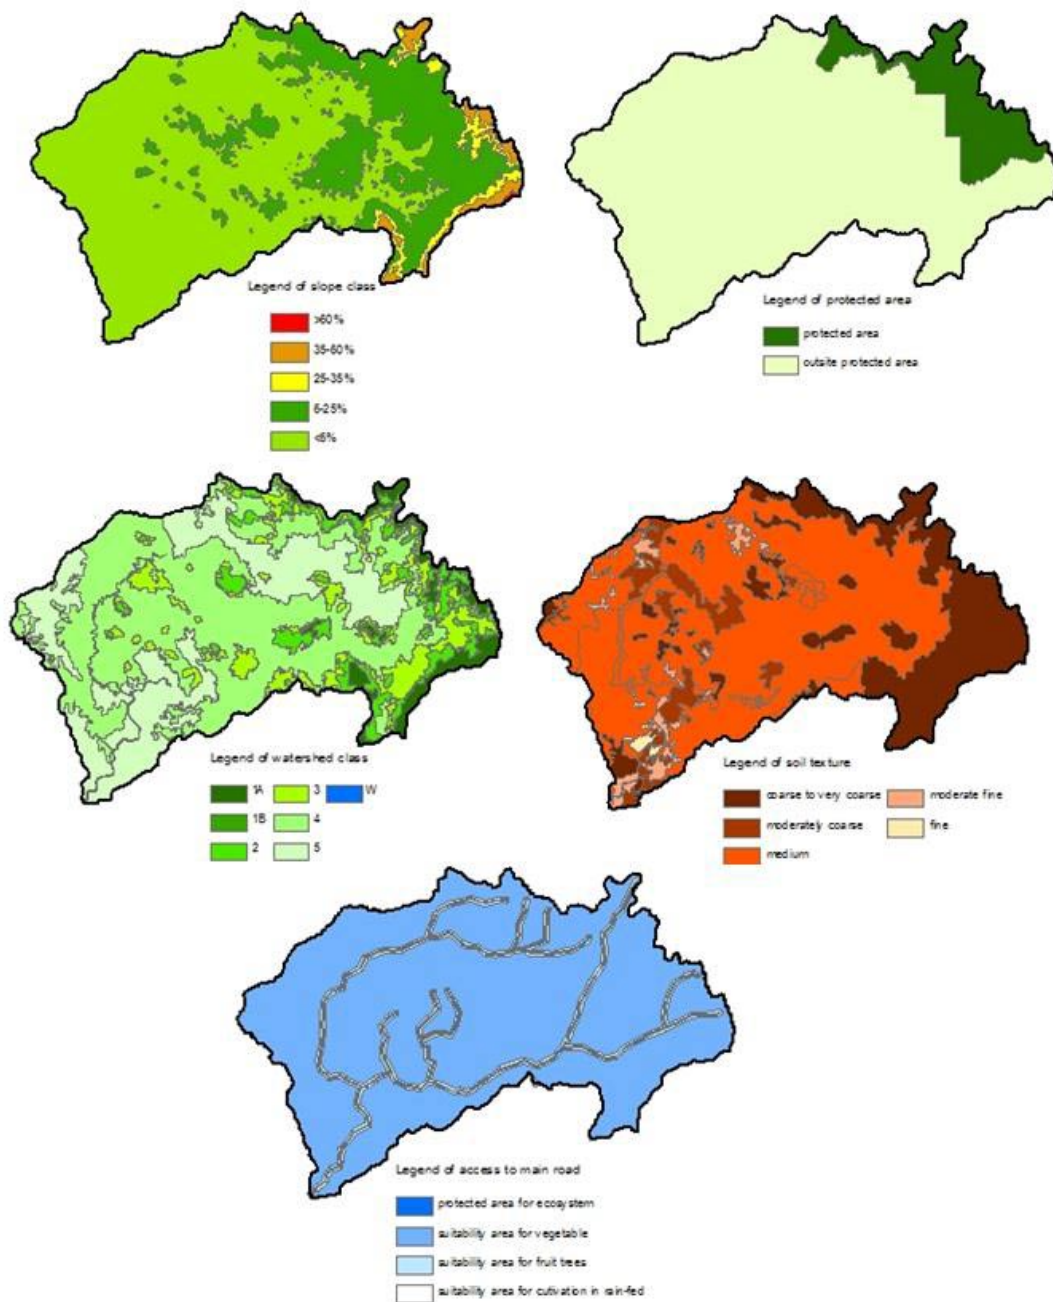 Legend of slope class
>60%
35-60%
25-35%
5-25%
<5%
Legend of protected area
protected area
outsite protected area
Legend of watershed class
1A 3 W
1B 4
2 5
Legend of soil texture
coarse to very coarse moderate fine
moderately coarse fine
medium
Legend of access to main road
protected area for ecosystem
suitability area for vegetable
suitability area for fruit trees
suitability area for cutivation in rain-fed